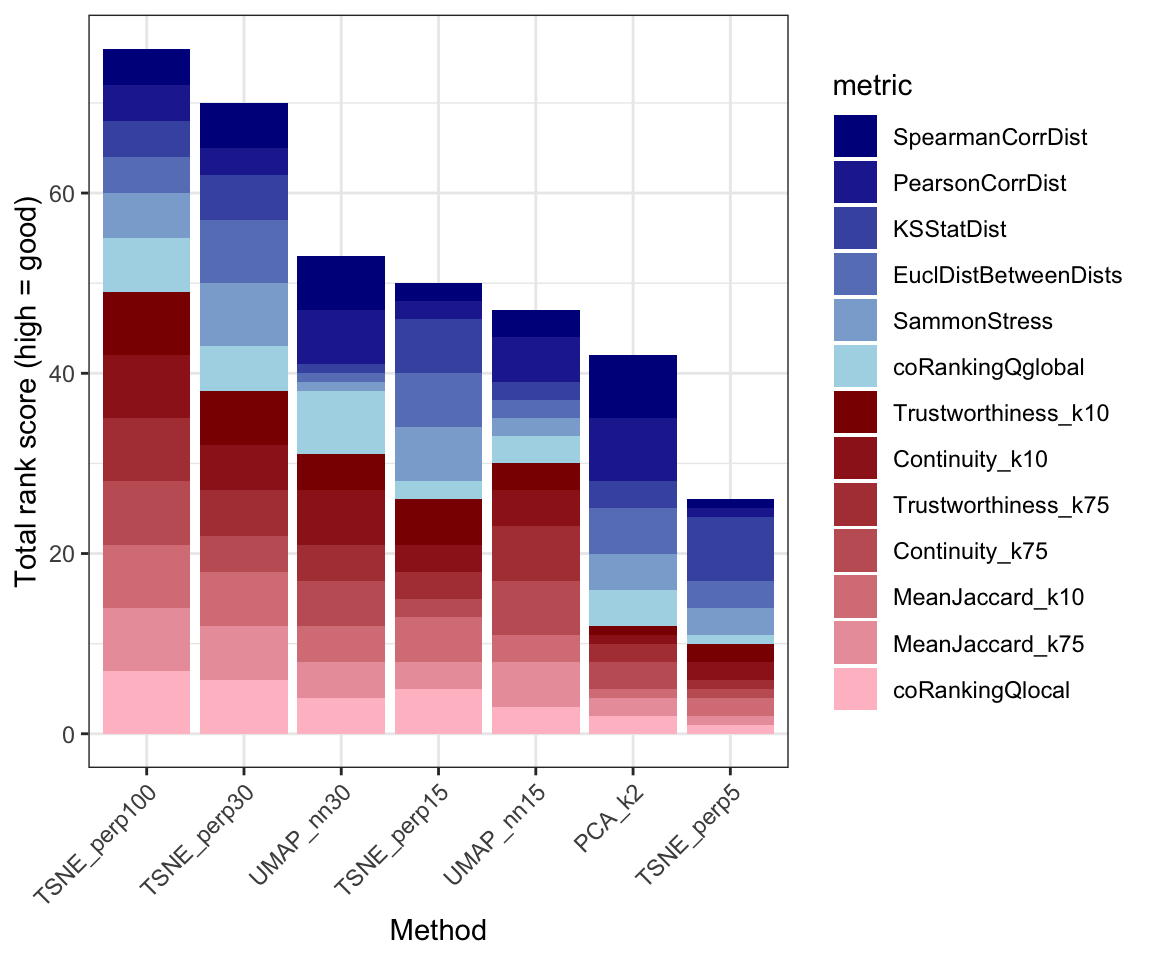 Total rank score (high = good)
60
40
20
0
TSNE_perp100
TSNE_perp30
UMAP_nn30
TSNE_perp15
UMAP_nn15
PCA_k2
TSNE_perp5
Method
metric
SpearmanCorrDist
PearsonCorrDist
KSStatDist
EuclDistBetweenDists
SammonStress
coRankingQglobal
Trustworthiness_k10
Continuity_k10
Trustworthiness_k75
Continuity_k75
MeanJaccard_k10
MeanJaccard_k75
coRankingQlocal